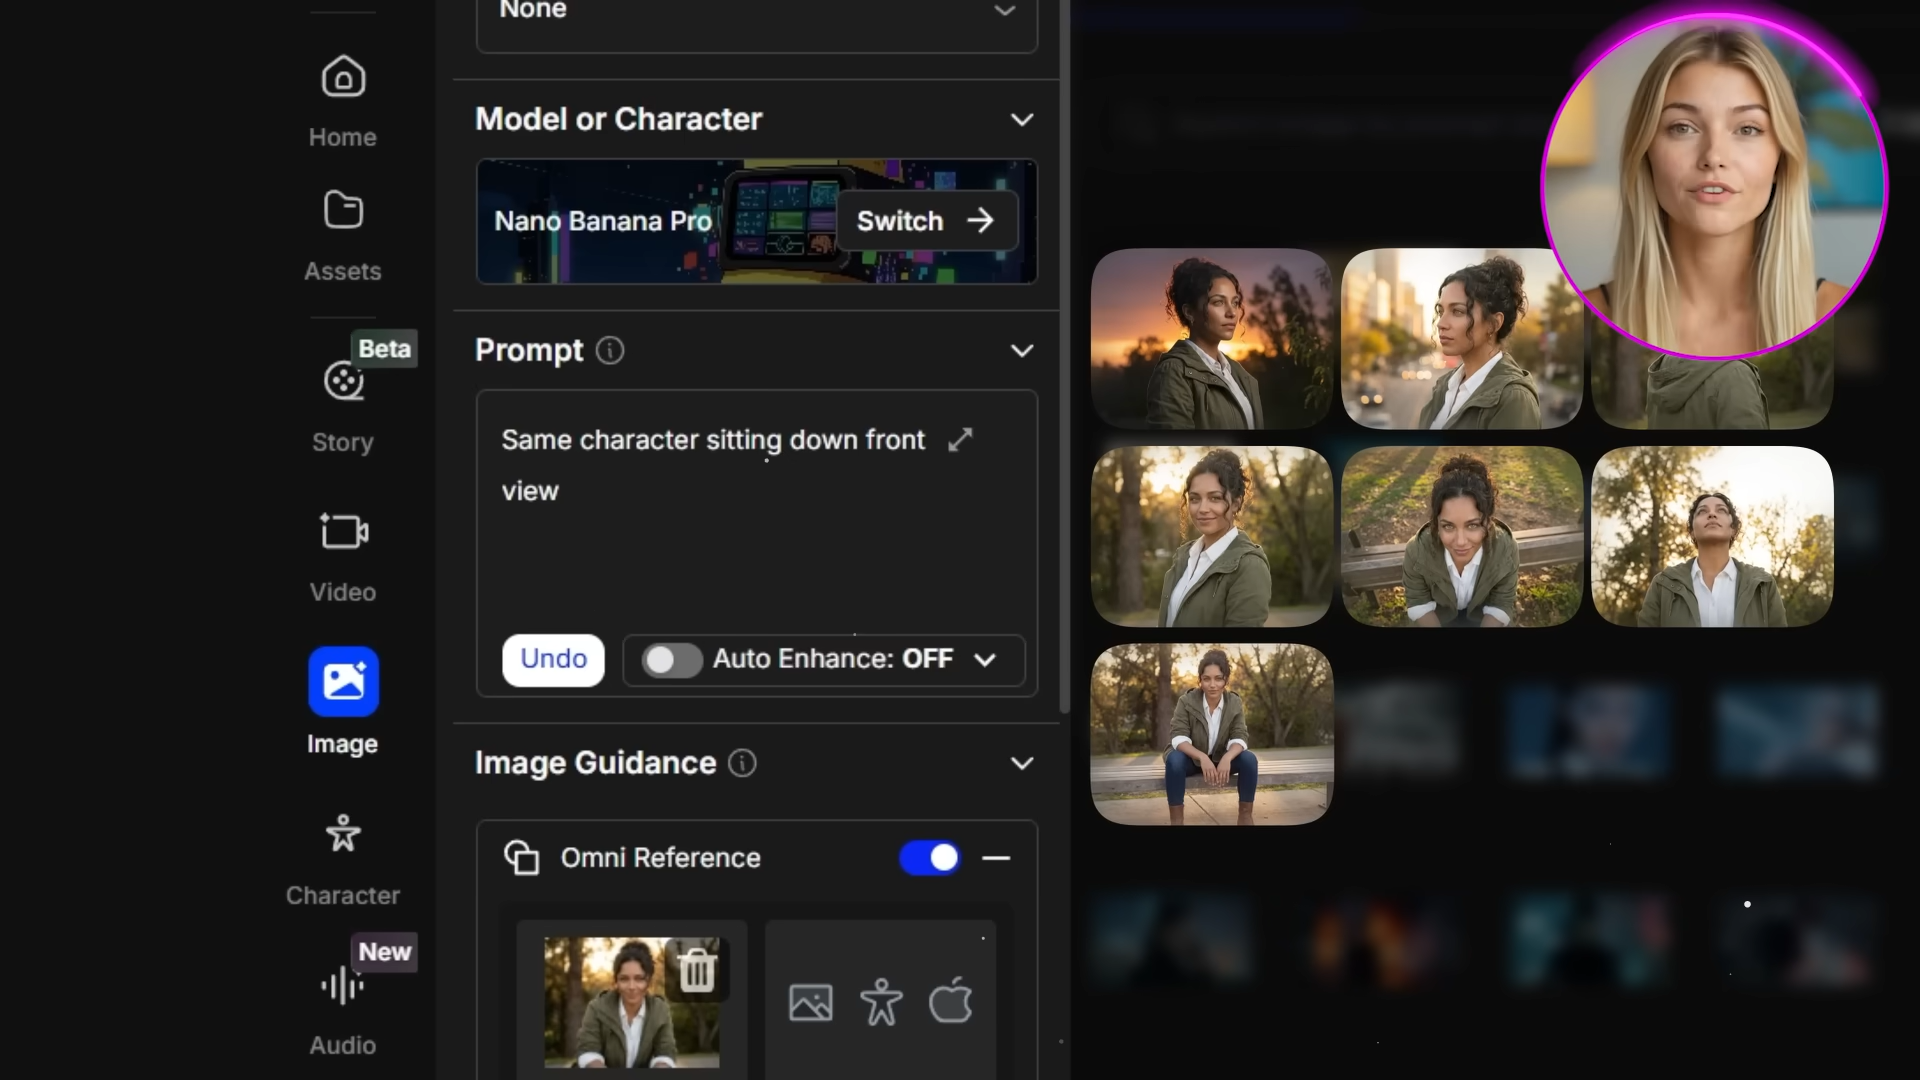 None
Home
Assets
Beta
Story
Video
Image
Character
New
Audio
Model or Character
Nano Banana Pro
Switch
Prompt
Same character sitting down front
view
Undo
Auto Enhance: OFF
Image Guidance
Omni Reference